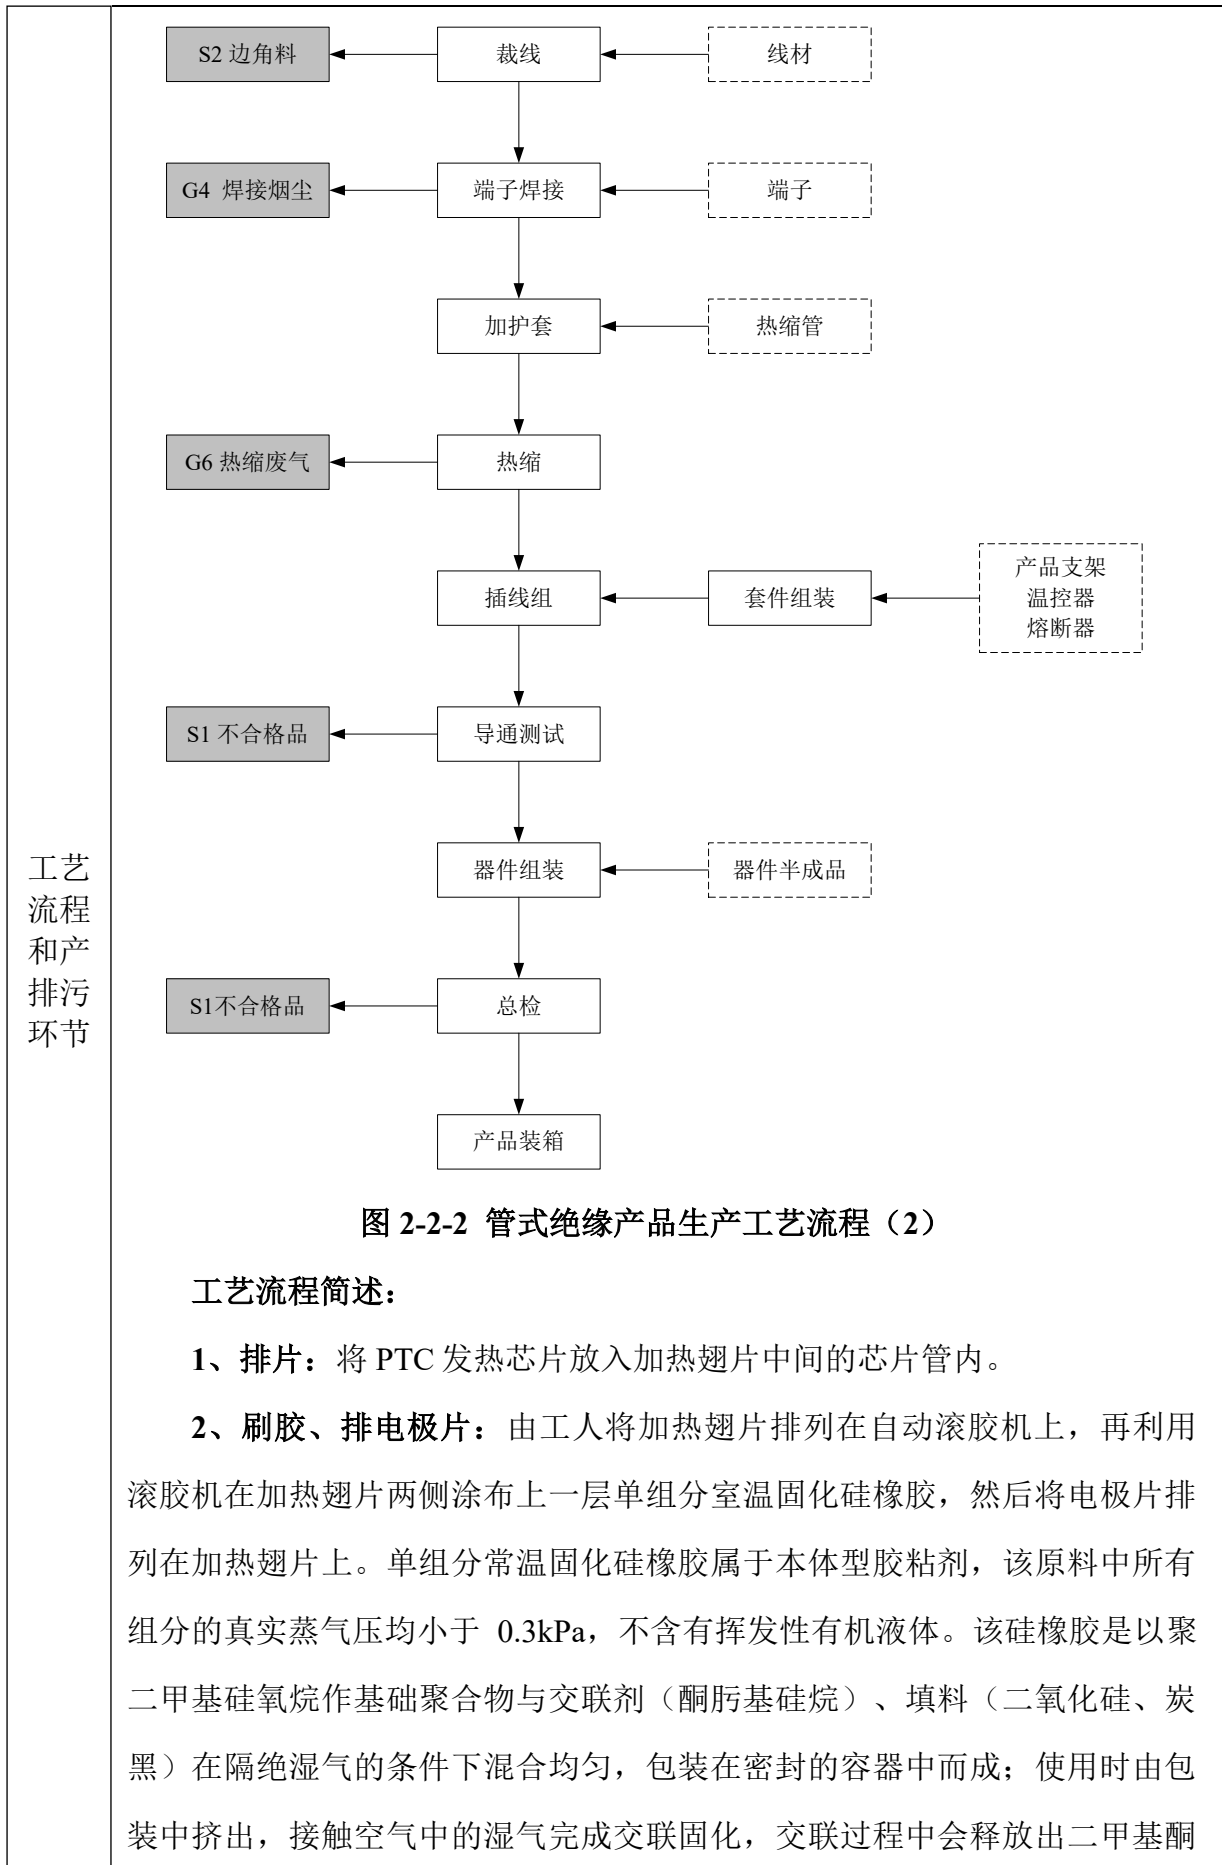 S2 边角料
裁线
线材
G4 焊接烟尘
端子焊接
端子
加护套
热缩管
G6 热缩废气
热缩
插线组
套件组装
产品支架
温控器
熔断器
S1 不合格品
导通测试
器件组装
器件半成品
S1不合格品
总检
产品装箱
工艺
流程
和产
排污
环节
图 2-2-2 管式绝缘产品生产工艺流程（2）
工艺流程简述：
1、排片：将 PTC 发热芯片放入加热翅片中间的芯片管内。
2、刷胶、排电极片：由工人将加热翅片排列在自动滚胶机上，再利用
滚胶机在加热翅片两侧涂布上一层单组分室温固化硅橡胶，然后将电极片排
列在加热翅片上。单组分常温固化硅橡胶属于本体型胶粘剂，该原料中所有
组分的真实蒸气压均小于 0.3kPa，不含有挥发性有机液体。该硅橡胶是以聚
二甲基硅氧烷作基础聚合物与交联剂（酮肟基硅烷）、填料（二氧化硅、炭
黑）在隔绝湿气的条件下混合均匀，包装在密封的容器中而成；使用时由包
装中挤出，接触空气中的湿气完成交联固化，交联过程中会释放出二甲基酮